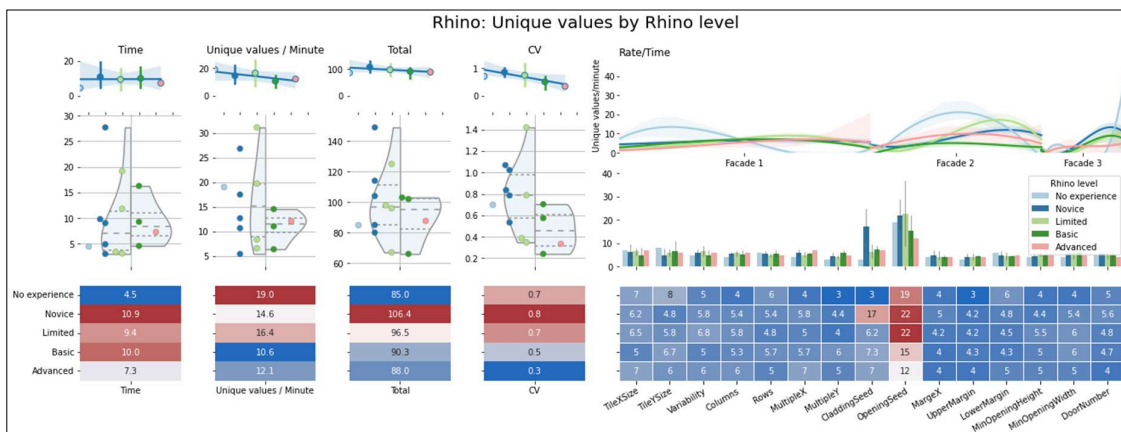 Rhino: Unique values by Rhino level
Time
Unique values / Minute
Total
CV
Rate/Time
20
10
0
20
0
100
50
0
1
0
Unique values/minute
40
30
20
10
0
Facade 1
Facade 2
Facade 3
30
25
20
15
10
5
30
25
20
15
10
5
140
120
100
80
60
1.4
1.2
1.0
0.8
0.6
0.4
0.2
40
30
20
10
0
Rhino level
No experience
Novice
Limited
Basic
Advanced
No experience 4.5 19.0 85.0 0.7 7 8 5 4 6 4 3 3 19 4 3 6 4 4 5
Novice 10.9 14.6 106.4 0.8 6.2 4.8 5.8 5.4 5.4 5.8 4.4 17 22 5 4.2 4.8 4.4 5.4 5.6
Limited 9.4 16.4 96.5 0.7 6.5 5.8 6.8 5.8 4.8 5 4 6.2 22 4.2 4.2 4.5 5.5 4 4.8
Basic 10.0 10.6 90.3 0.5 5 6.7 5 5.3 5.7 5.7 6 7.3 15 4 4.3 4.3 5 6 4.7
Advanced 7.3 12.1 88.0 0.3 7 6 6 6 5 7 5 7 12 4 4 5 5 5 4
Time
Unique values / Minute
Total
CV
TileXSize
TileYSize
Variability
Columns
Rows
MultipleX
MultipleY
CladdingSeed
OpeningSeed
MargeX
UpperMargin
LowerMargin
MinOpeningHeight
MinOpeningWidth
DoorNumber